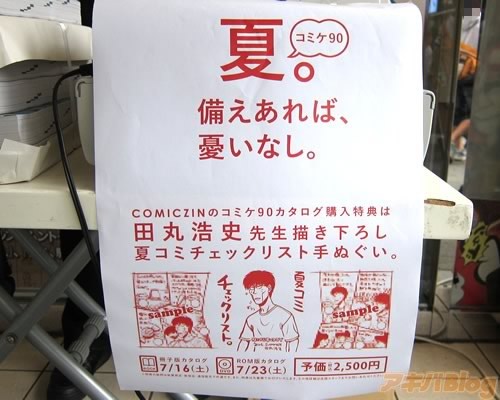 夏。
コミケ90
備えあれば、
憂いなし。
COMICZINのコミケ90カタログ購入特典は
田丸浩史先生描き下ろし
夏コミチェックリスト手ぬぐい。
夏コミ
チェックリスト。
sample
sample
冊子版カタログ
7/16(土)
ROM版カタログ
7/23(土)
予価 2,500円
アキバBlog